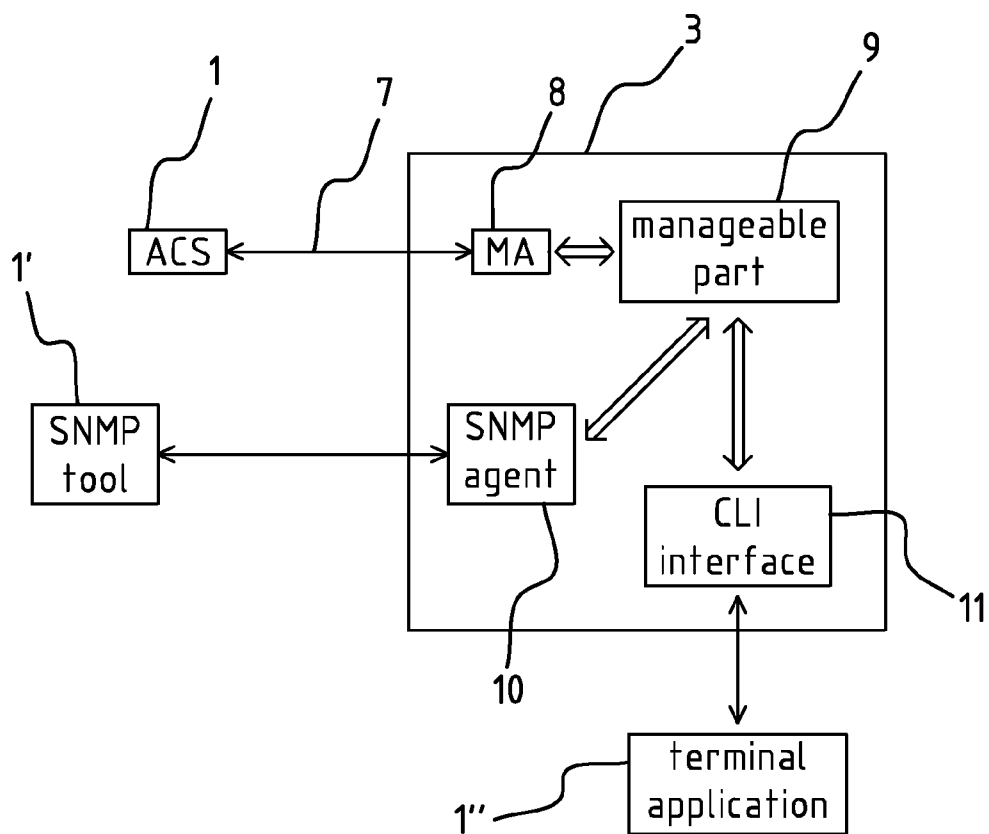 3
9
1
7
8
ACS
MA
manageable
part
1'
SNMP
tool
SNMP
agent
CLI
interface
11
10
terminal
application
1''